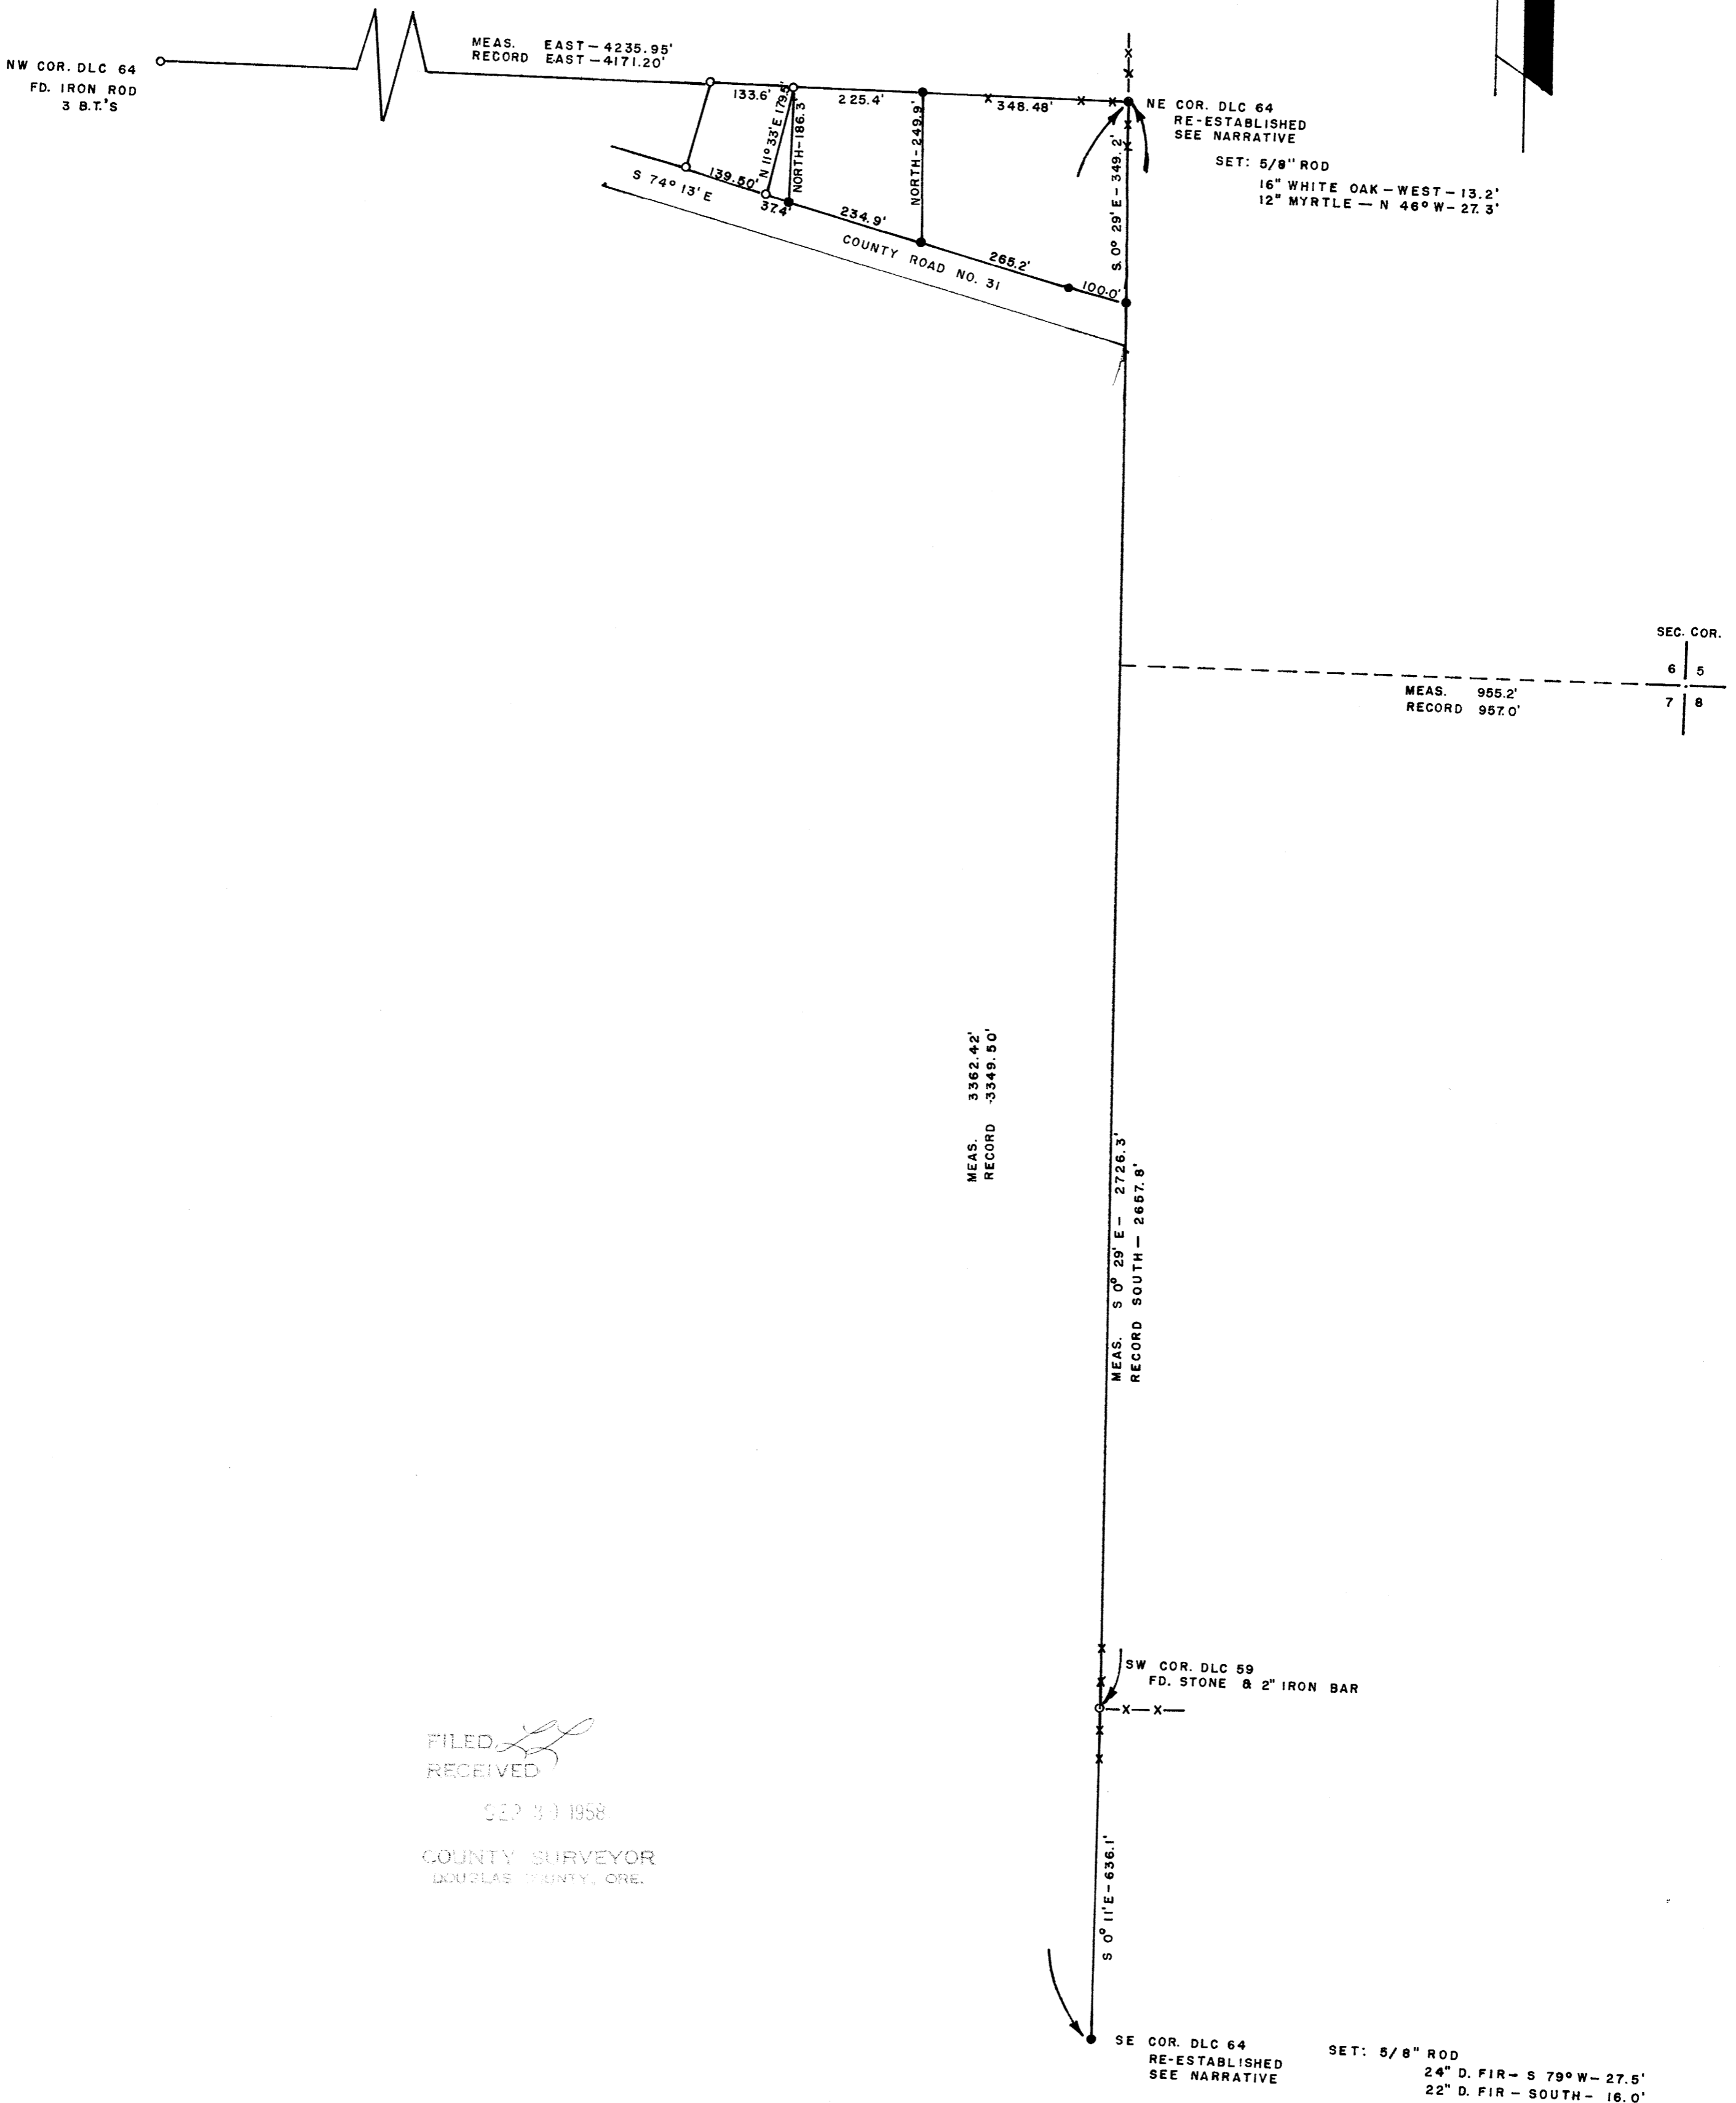 MEAS. EAST — 4235.95'
RECORD EAST — 4171.20'
NW COR. DLC 64
FD. IRON ROD
3 B.T.'S
133.6'
225.4'
348.48'
NE COR. DLC 64
RE-ESTABLISHED
SEE NARRATIVE
SET: 5/8" ROD
16" WHITE OAK — WEST — 13.2'
12" MYRTLE — N 46° W — 27.3'
N 11° 33' E 179.5'
NORTH — 186.3'
NORTH — 249.9'
S. 0° 29' E — 349.2'
S 74° 13' E
139.50'
37.4'
234.9'
265.2'
100.0'
COUNTY ROAD NO. 31
SEC. COR.
6 5
7 8
MEAS. 955.2'
RECORD 957.0'
MEAS. 3362.42'
RECORD 3349.50'
MEAS. S 0° 29' E — 2726.3'
RECORD SOUTH — 2657.8'
SW COR. DLC 59
FD. STONE & 2" IRON BAR
FILED
RECEIVED
SEP 1958
COUNTY SURVEYOR
DOUGLAS COUNTY, ORE.
S 0° 11' E — 636.1'
SE COR. DLC 64
RE-ESTABLISHED
SEE NARRATIVE
SET: 5/8" ROD
24" D. FIR — S 79° W — 27.5'
22" D. FIR — SOUTH — 16.0'